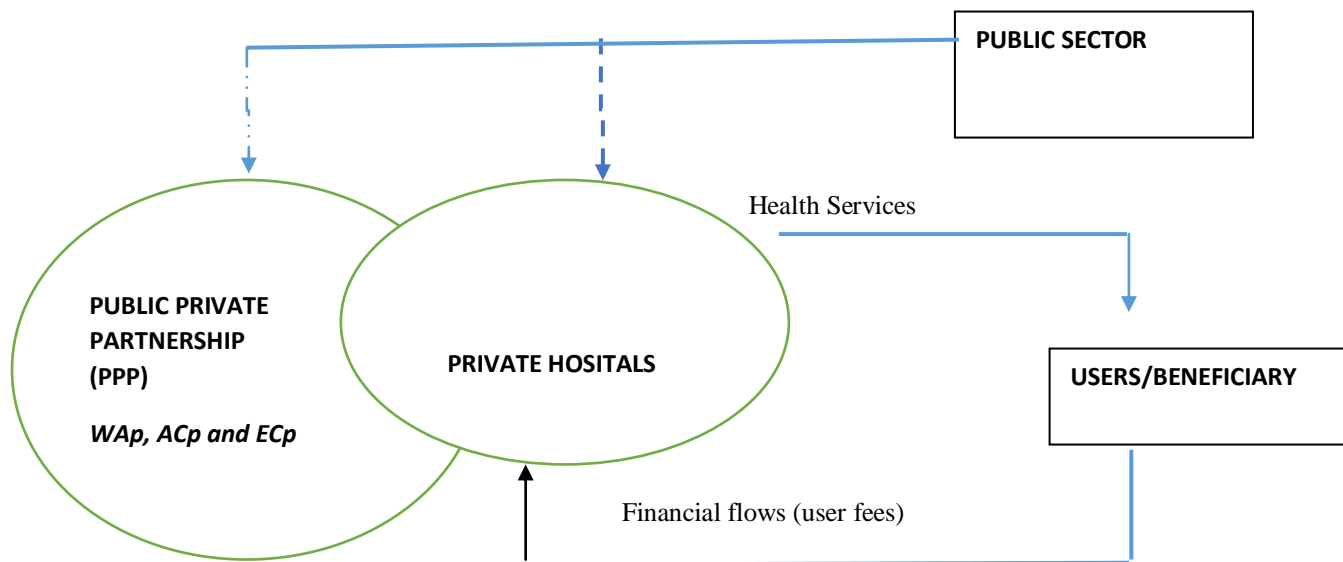 PUBLIC SECTOR
Health Services
PUBLIC PRIVATE
PARTNERSHIP
(PPP)
WAp, ACp and ECp
PRIVATE HOSITALS
USERS/BENEFICIARY
Financial flows (user fees)